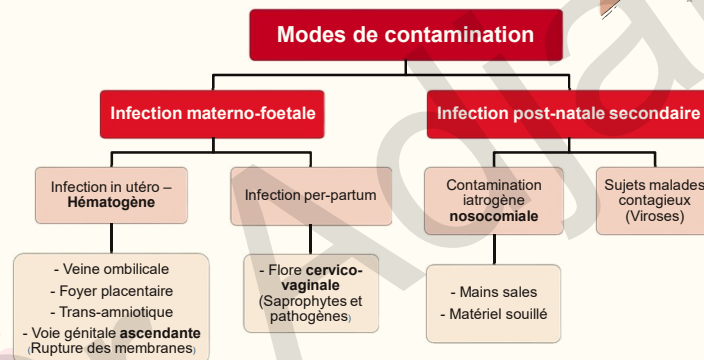 Modes de contamination
Infection materno-foetale
Infection post-natale secondaire
Infection in utéro –
Hématogène
Infection per-partum
Contamination
iatrogène
nosocomiale
Sujets malades
contagieux
(Viroses)
- Veine ombilicale
- Foyer placentaire
- Trans-amniotique
- Voie génitale ascendante
(Rupture des membranes)
- Flore cervico-
vaginale
(Saprophytes et
pathogènes)
- Mains sales
- Matériel souillé